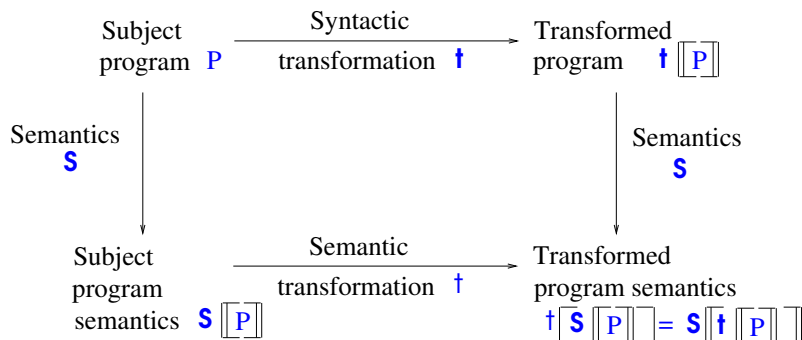 Subject
program P
Syntactic
transformation t
Transformed
program t ⟦P⟧
Semantics
S
Semantics
S
Subject
program
semantics S ⟦P⟧
Semantic
transformation †
Transformed
program semantics
† ⟦ S ⟦P⟧ ⟧ = S ⟦ t ⟦P⟧ ⟧